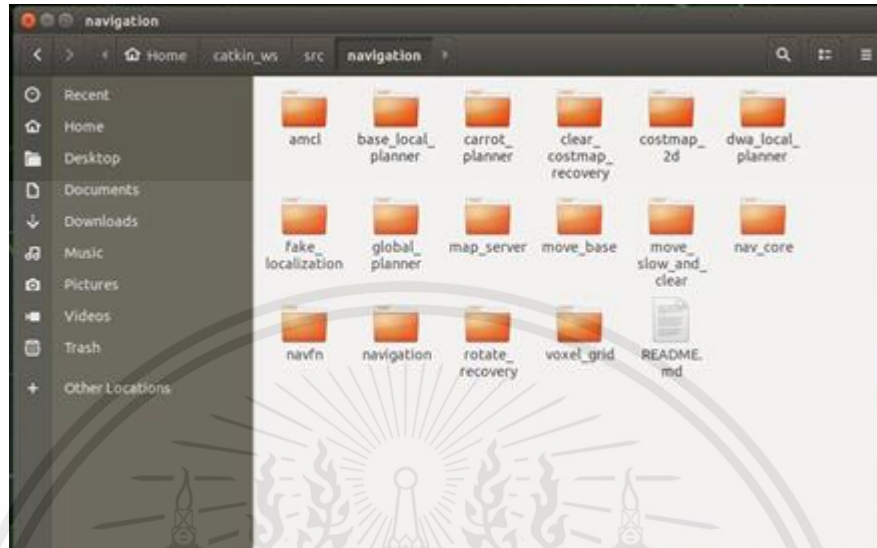 navigation
Home catkin_ws src navigation
Recent
Home
Desktop
Documents
Downloads
Music
Pictures
Videos
Trash
Other Locations
amcl
base_local_
planner
carrot_
planner
clear_
costmap_
recovery
costmap_
2d
dwa_local_
planner
fake_
localization
global_
planner
map_server
move_base
move_
slow_and_
clear
nav_core
navfn
navigation
rotate_
recovery
voxel_grid
README.
md